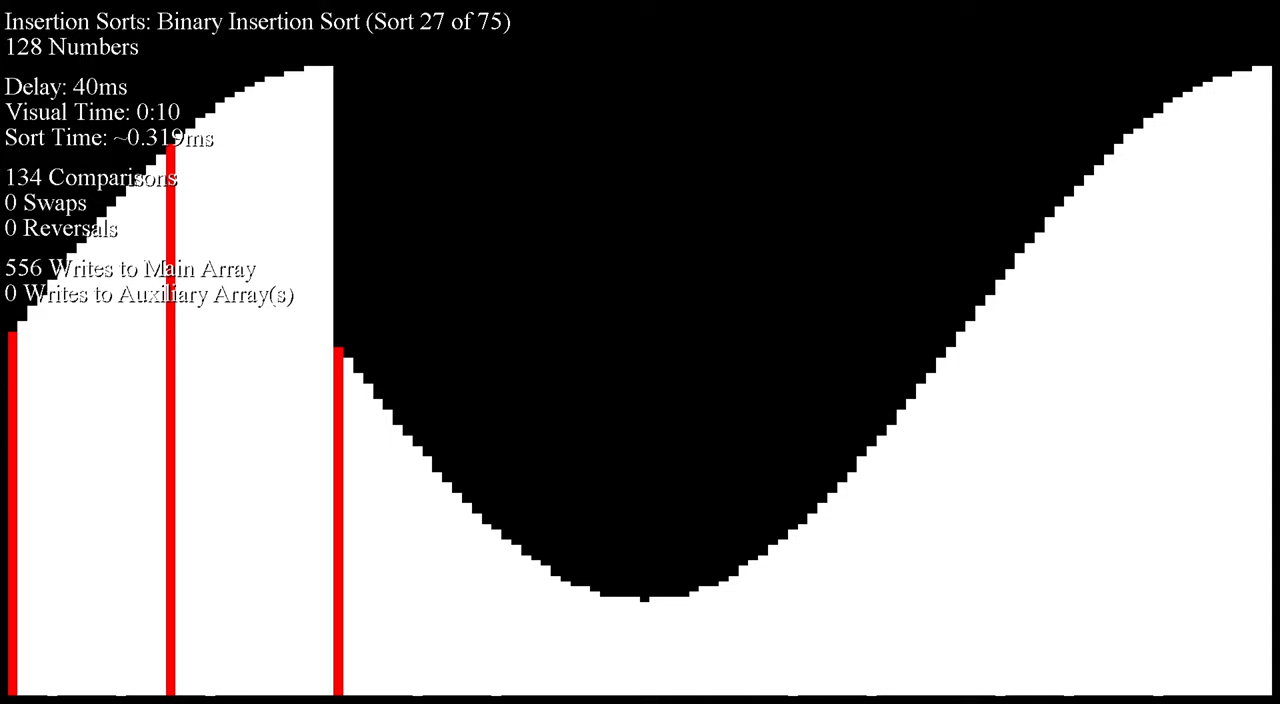 Insertion Sorts: Binary Insertion Sort (Sort 27 of 75)
128 Numbers
Delay: 40ms
Visual Time: 0:10
Sort Time: ~0.319ms
134 Comparisons
0 Swaps
0 Reversals
556 Writes to Main Array
0 Writes to Auxiliary Array(s)